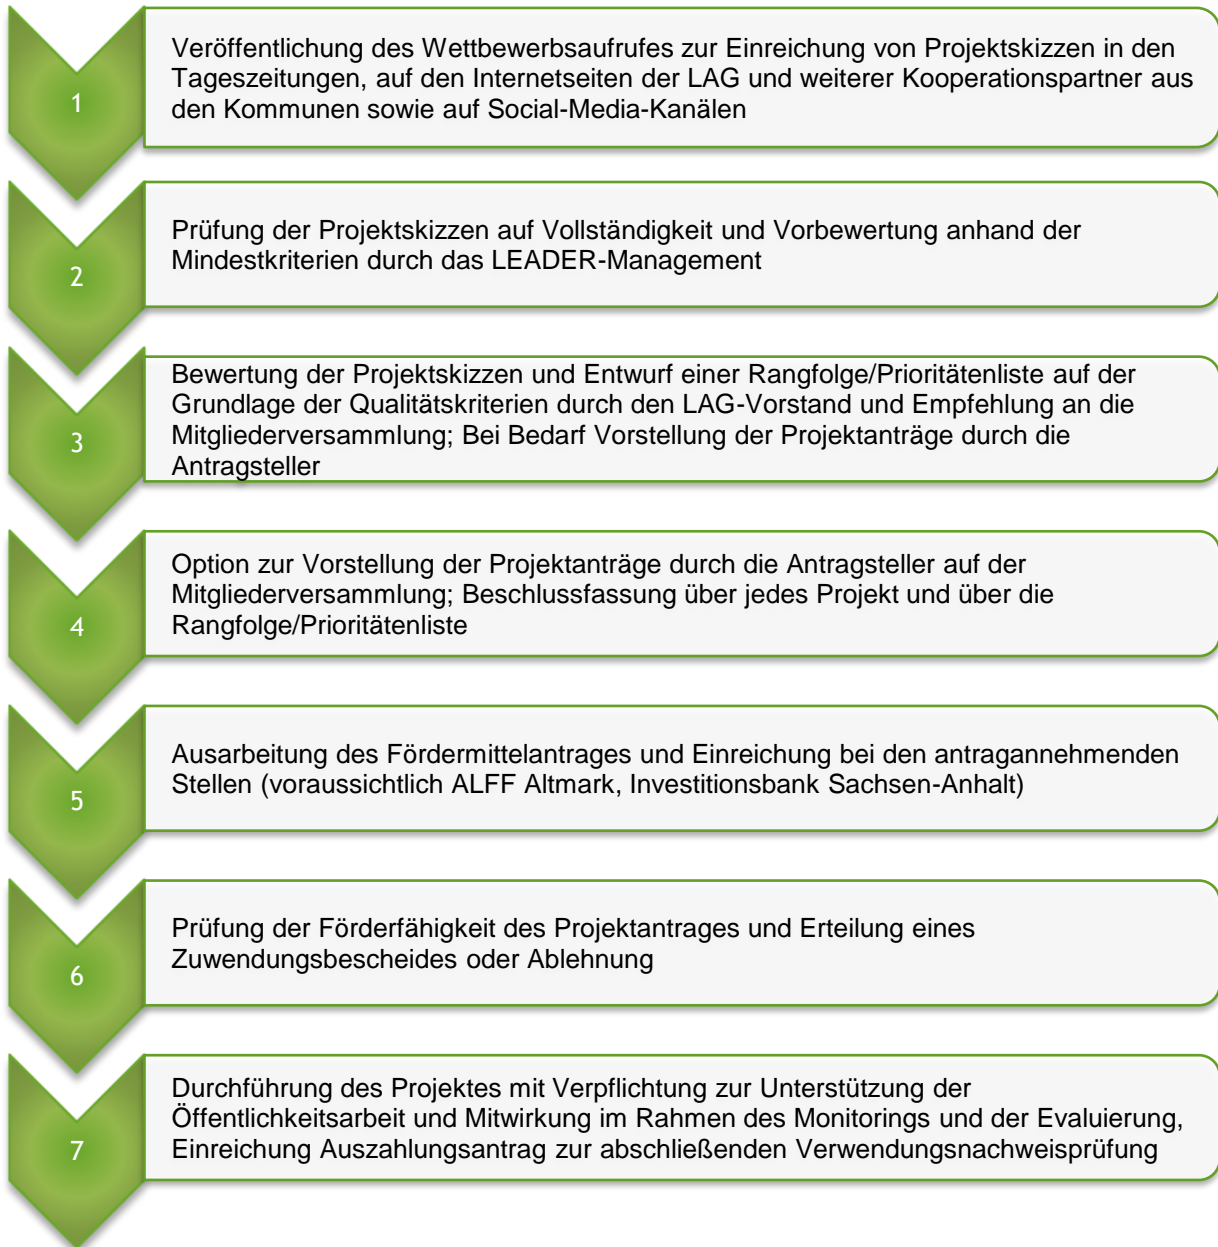 1
Veröffentlichung des Wettbewerbsaufrufes zur Einreichung von Projektskizzen in den
Tageszeitungen, auf den Internetseiten der LAG und weiterer Kooperationspartner aus
den Kommunen sowie auf Social-Media-Kanälen
2
Prüfung der Projektskizzen auf Vollständigkeit und Vorbewertung anhand der
Mindestkriterien durch das LEADER-Management
3
Bewertung der Projektskizzen und Entwurf einer Rangfolge/Prioritätenliste auf der
Grundlage der Qualitätskriterien durch den LAG-Vorstand und Empfehlung an die
Mitgliederversammlung; Bei Bedarf Vorstellung der Projektanträge durch die
Antragsteller
4
Option zur Vorstellung der Projektanträge durch die Antragsteller auf der
Mitgliederversammlung; Beschlussfassung über jedes Projekt und über die
Rangfolge/Prioritätenliste
5
Ausarbeitung des Fördermittelantrages und Einreichung bei den antragannehmenden
Stellen (voraussichtlich ALFF Altmark, Investitionsbank Sachsen-Anhalt)
6
Prüfung der Förderfähigkeit des Projektantrages und Erteilung eines
Zuwendungsbescheides oder Ablehnung
7
Durchführung des Projektes mit Verpflichtung zur Unterstützung der
Öffentlichkeitsarbeit und Mitwirkung im Rahmen des Monitorings und der Evaluierung,
Einreichung Auszahlungsantrag zur abschließenden Verwendungsnachweisprüfung